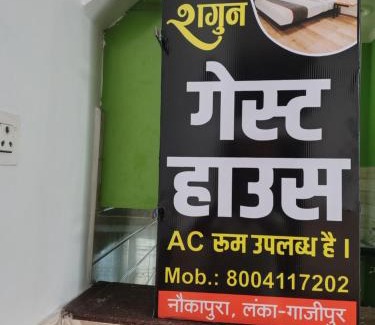 शगुन
गेस्ट
हाउस
AC रूम उपलब्ध है।
Mob.: 8004117202
नौकापुरा, लंका-गाजीपुर